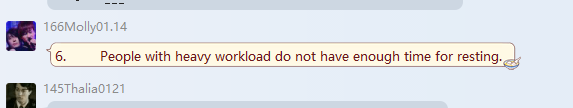 166Molly01.14
6. People with heavy workload do not have enough time for resting.
145Thalia0121